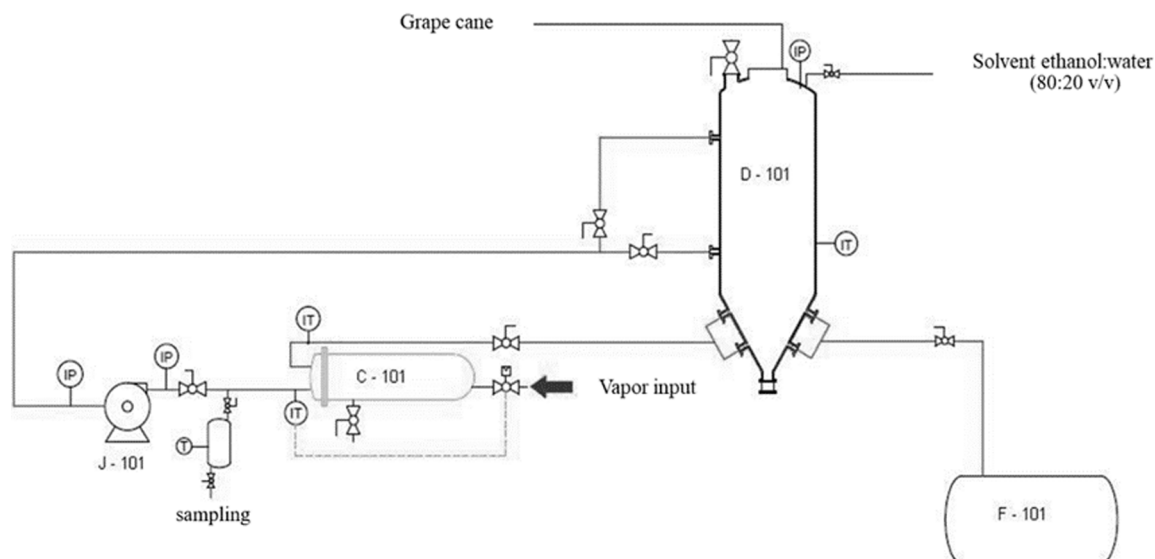 Grape cane
IP
Solvent ethanol:water
(80:20 v/v)
D - 101
IT
IT
IP
IP
C - 101
Vapor input
IT
J - 101
T
sampling
F - 101